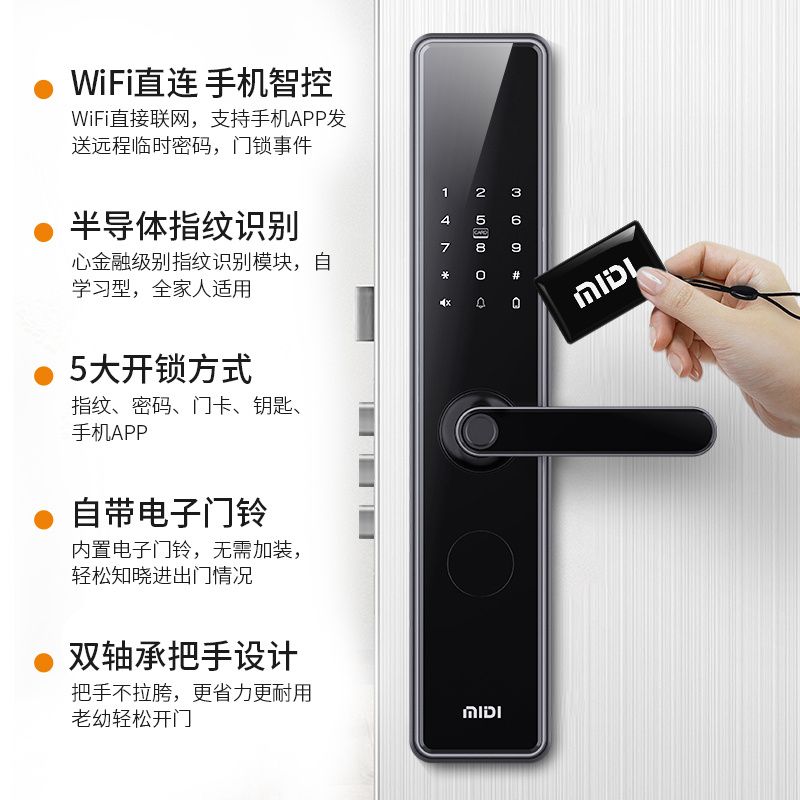 WiFi直连 手机智控
WiFi直接联网，支持手机APP发
送远程临时密码，门锁事件
半导体指纹识别
心金融级别指纹识别模块，自
学习型，全家人适用
5大开锁方式
指纹、密码、门卡、钥匙、
手机APP
自带电子门铃
内置电子门铃，无需加装，
轻松知晓进出门情况
双轴承把手设计
把手不拉胯，更省力更耐用
老幼轻松开门
1 2 3
4 5 6
CARD
7 8 9
* 0 #
MIDI
MIDI